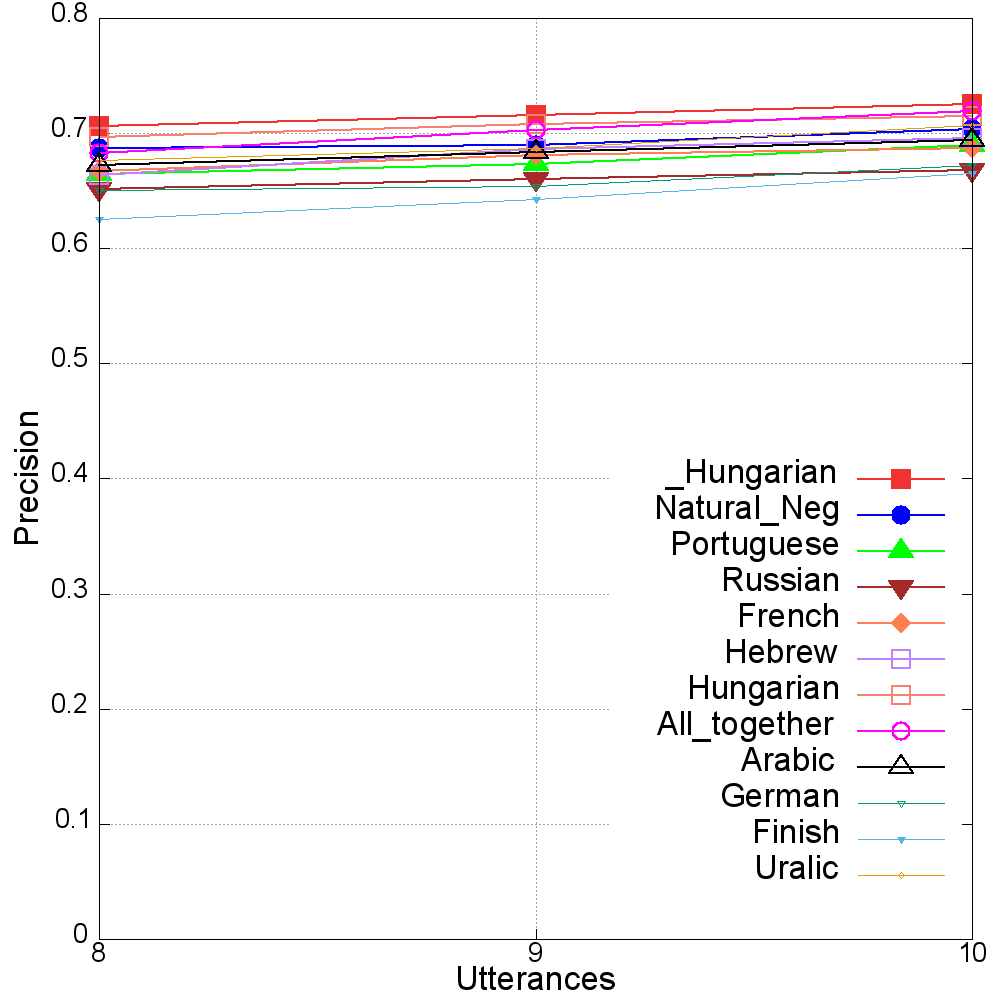 0.8
0.7
0.6
0.5
0.4
0.3
0.2
0.1
0
Precision
_Hungarian
Natural_Neg
Portuguese
Russian
French
Hebrew
Hungarian
All_together
Arabic
German
Finish
Uralic
8 9 10
Utterances